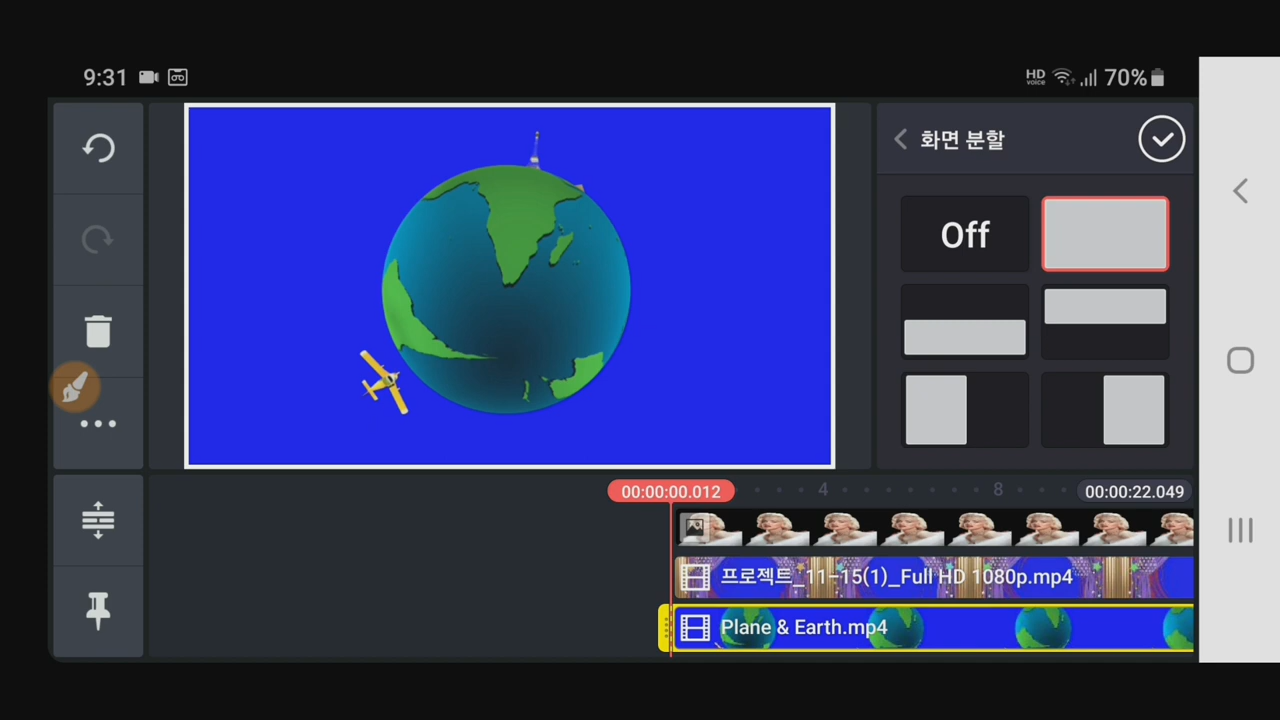 9:31
HD voice 70%
화면 분할
Off
00:00:00.012 4 8 00:00:22.049
프로젝트_11-15(1)_Full HD 1080p.mp4
Plane & Earth.mp4